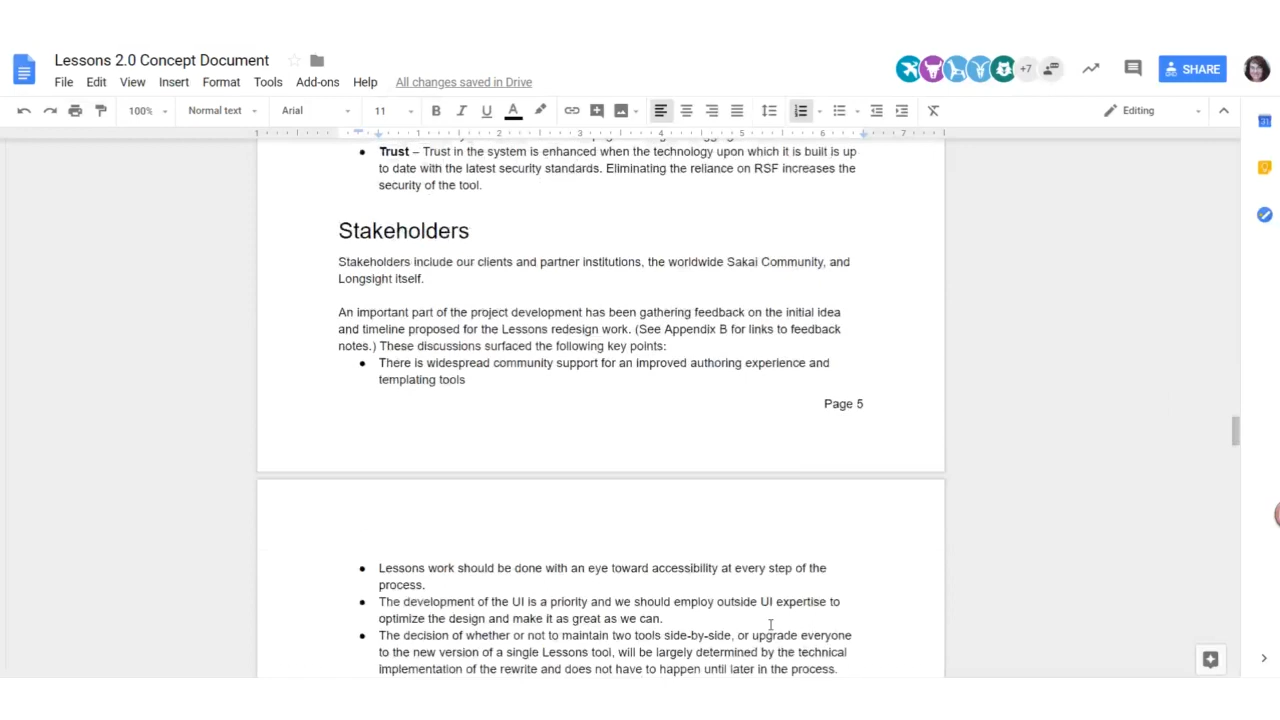 Lessons 2.0 Concept Document
File Edit View Insert Format Tools Add-ons Help All changes saved in Drive
+7
SHARE
100% Normal text Arial 11 B I U A Editing
1 1 2 3 4 5 6 7
31
Trust – Trust in the system is enhanced when the technology upon which it is built is up
to date with the latest security standards. Eliminating the reliance on RSF increases the
security of the tool.
Stakeholders
Stakeholders include our clients and partner institutions, the worldwide Sakai Community, and
Longsight itself.
An important part of the project development has been gathering feedback on the initial idea
and timeline proposed for the Lessons redesign work. (See Appendix B for links to feedback
notes.) These discussions surfaced the following key points:
● There is widespread community support for an improved authoring experience and
templating tools
Page 5
● Lessons work should be done with an eye toward accessibility at every step of the
process.
● The development of the UI is a priority and we should employ outside UI expertise to
optimize the design and make it as great as we can.
● The decision of whether or not to maintain two tools side-by-side, or upgrade everyone
to the new version of a single Lessons tool, will be largely determined by the technical
implementation of the rewrite and does not have to happen until later in the process.